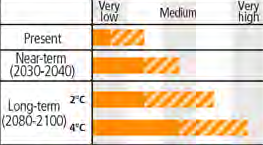 Very low
Medium
Very high
Present
Near-term
(2030-2040)
Long-term
(2080-2100)
2°C
4°C